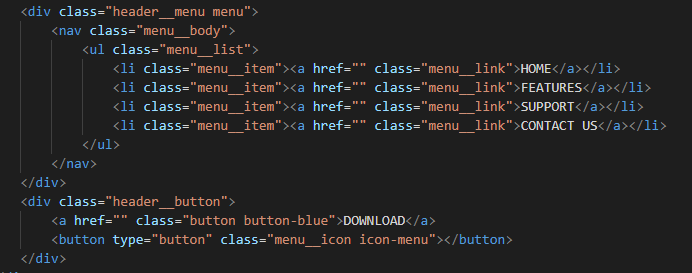 <div class="header__menu menu">
<nav class="menu__body">
<ul class="menu__list">
<li class="menu__item"><a href="" class="menu__link">HOME</a></li>
<li class="menu__item"><a href="" class="menu__link">FEATURES</a></li>
<li class="menu__item"><a href="" class="menu__link">SUPPORT</a></li>
<li class="menu__item"><a href="" class="menu__link">CONTACT US</a></li>
</ul>
</nav>
</div>
<div class="header__button">
<a href="" class="button button-blue">DOWNLOAD</a>
<button type="button" class="menu__icon icon-menu"></button>
</div>